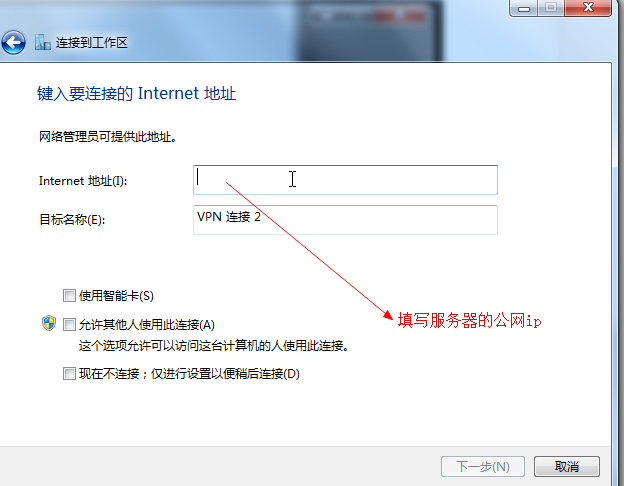 连接到工作区
键入要连接的 Internet 地址
网络管理员可提供此地址。
Internet 地址(I):
目标名称(E):
VPN 连接 2
使用智能卡(S)
允许其他人使用此连接(A)
这个选项允许可以访问这台计算机的人使用此连接。
现在不连接；仅进行设置以便稍后连接(D)
填写服务器的公网ip
下一步(N)
取消